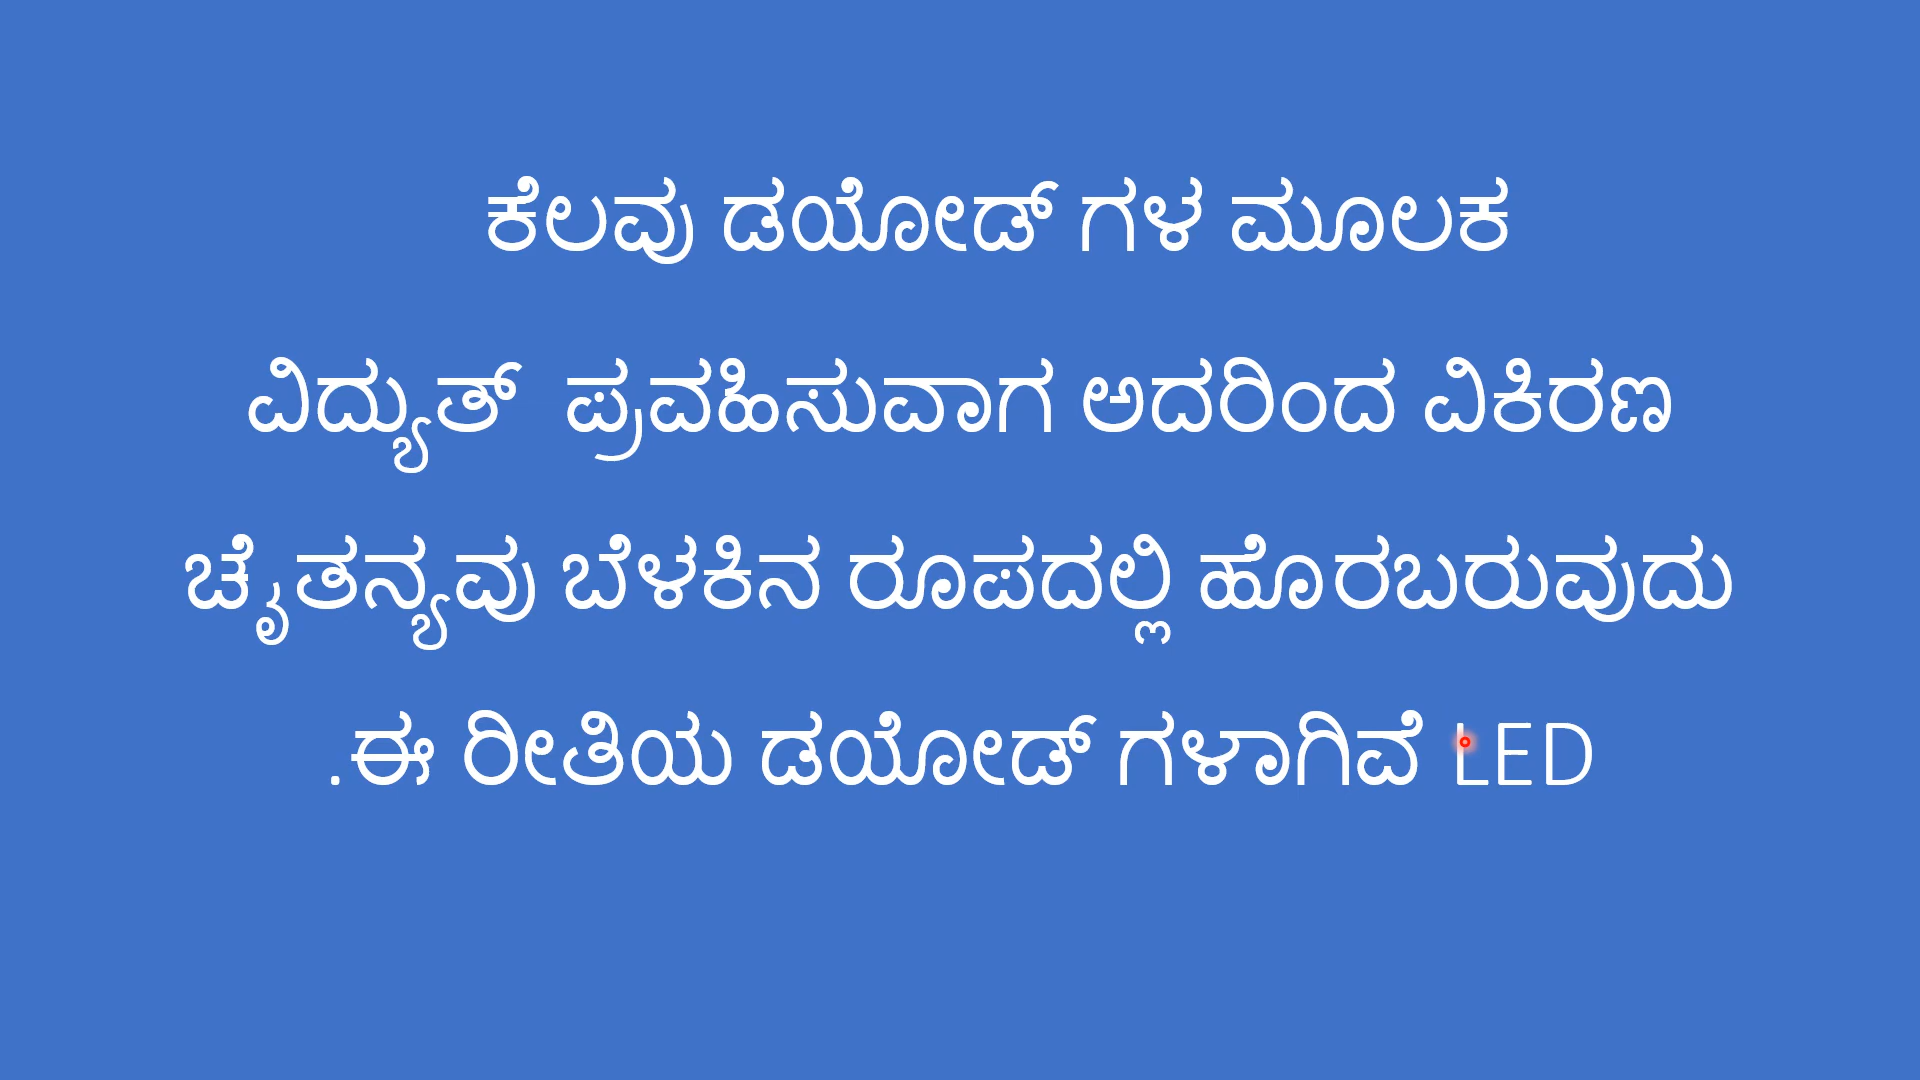 ಕೆಲವು ಡಯೋಡ್ ಗಳ ಮೂಲಕ
ವಿದ್ಯುತ್  ಪ್ರವಹಿಸುವಾಗ ಅದರಿಂದ ವಿಕಿರಣ
ಚೈತನ್ಯವು ಬೆಳಕಿನ ರೂಪದಲ್ಲಿ ಹೊರಬರುವುದು
.ಈ ರೀತಿಯ ಡಯೋಡ್ ಗಳಾಗಿವೆ LED